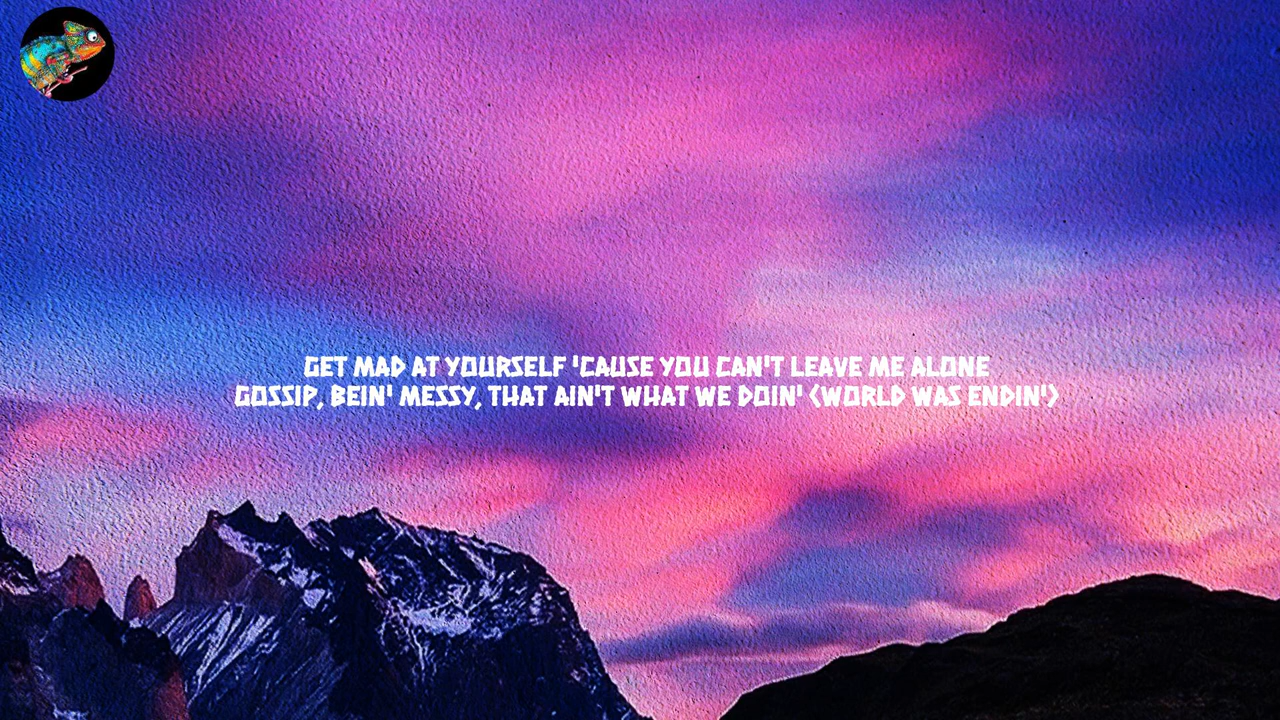 GET MAD AT YOURSELF 'CAUSE YOU CAN'T LEAVE ME ALONE
GOSSIP, BEIN' MESSY, THAT AIN'T WHAT WE DOIN' (WORLD WAS ENDIN')